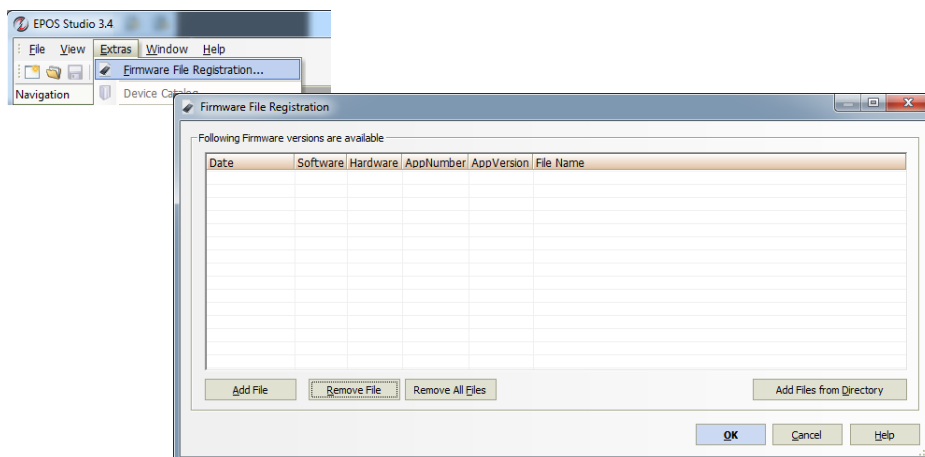 EPOS Studio 3.4
File View Extras Window Help
Firmware File Registration...
Navigation
Device Catalog
Firmware File Registration
Following Firmware versions are available
Date Software Hardware AppNumber AppVersion File Name
Add File Remove File Remove All Files Add Files from Directory
OK Cancel Help